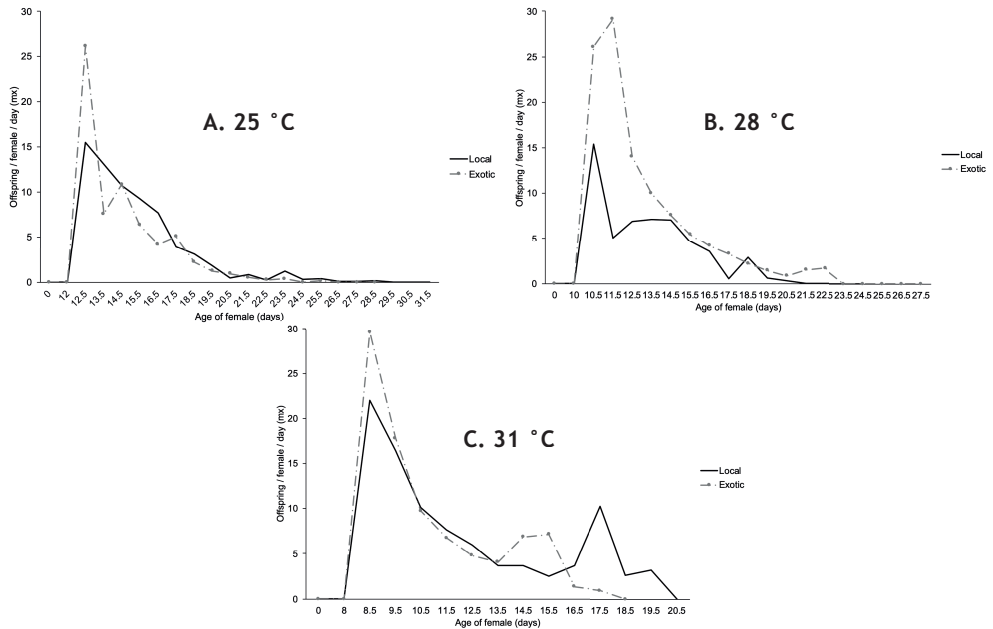 30
25
20
15
10
5
0
Offspring / female / day (mx)
A. 25 °C
Local
Exotic
0 12 12.5 13.5 14.5 15.5 16.5 17.5 18.5 19.5 20.5 21.5 22.5 23.5 24.5 25.5 26.5 27.5 28.5 29.5 30.5 31.5
Age of female (days)
30
25
20
15
10
5
0
Offspring / female / day (mx)
B. 28 °C
Local
Exotic
0 10 10.5 11.5 12.5 13.5 14.5 15.5 16.5 17.5 18.5 19.5 20.5 21.5 22.5 23.5 24.5 25.5 26.5 27.5
Age of female (days)
30
25
20
15
10
5
0
Offspring / female / day (mx)
C. 31 °C
Local
Exotic
0 8 8.5 9.5 10.5 11.5 12.5 13.5 14.5 15.5 16.5 17.5 18.5 19.5 20.5
Age of female (days)